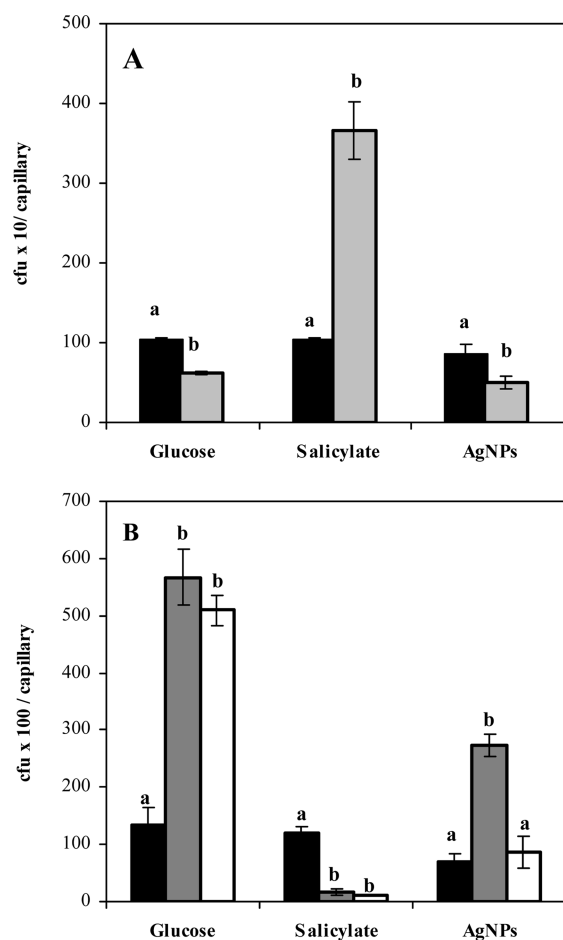 A
cfu x 10/ capillary
500
400
300
200
100
0
a
b
a
b
a
b
Glucose
Salicylate
AgNPs
B
cfu x 100 / capillary
700
600
500
400
300
200
100
0
a
b
b
a
b
b
a
b
a
Glucose
Salicylate
AgNPs